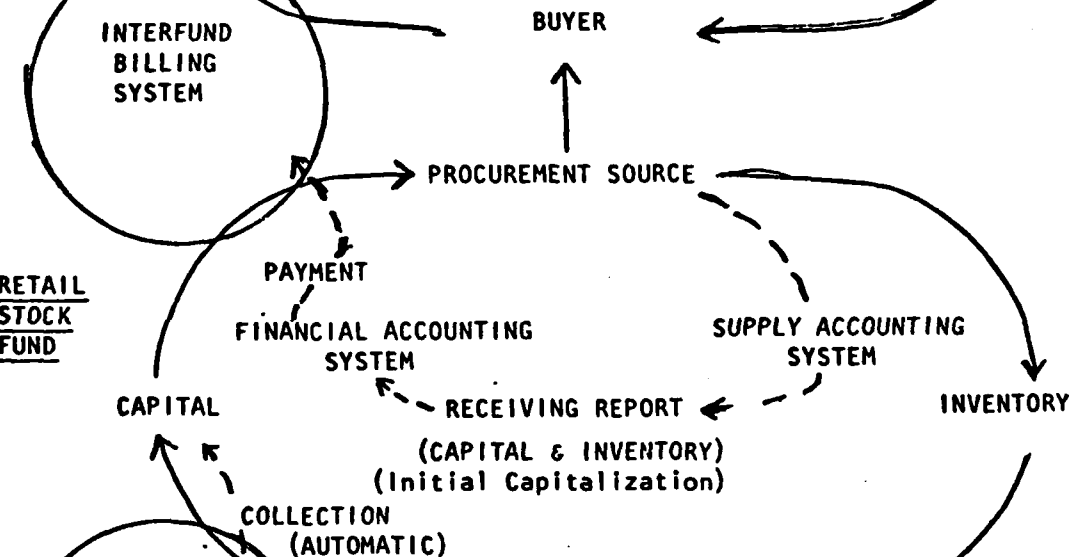 INTERFUND
BILLING
SYSTEM
BUYER
PROCUREMENT SOURCE
PAYMENT
RETAIL
STOCK
FUND
FINANCIAL ACCOUNTING
SYSTEM
SUPPLY ACCOUNTING
SYSTEM
CAPITAL
RECEIVING REPORT
INVENTORY
(CAPITAL & INVENTORY)
(Initial Capitalization)
COLLECTION
(AUTOMATIC)